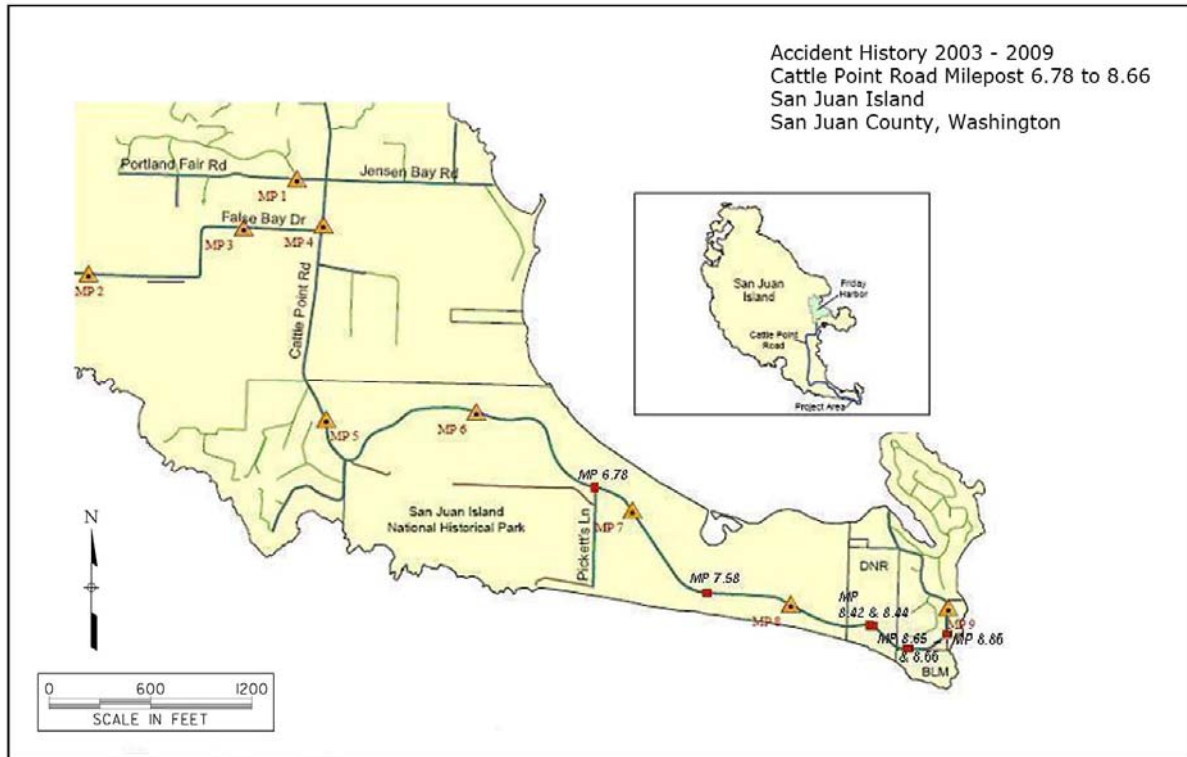 Accident History 2003 - 2009
Cattle Point Road Milepost 6.78 to 8.66
San Juan Island
San Juan County, Washington
Portland Fair Rd
Jensen Bay Rd
MP 1
False Bay Dr
MP 3
MP 4
MP 2
Cattle Point Rd
San Juan
Island
Friday
Harbor
Cattle Point
Road
Project Area
MP 5
MP 6
MP 6.78
San Juan Island
National Historical Park
Pickett's Ln
MP 7
MP 7.58
DNR
MP
8.42 & 8.44
MP 8
MP 8.65
& 8.66
MP 9
MP 8.86
BLM
N
0 600 1200
SCALE IN FEET